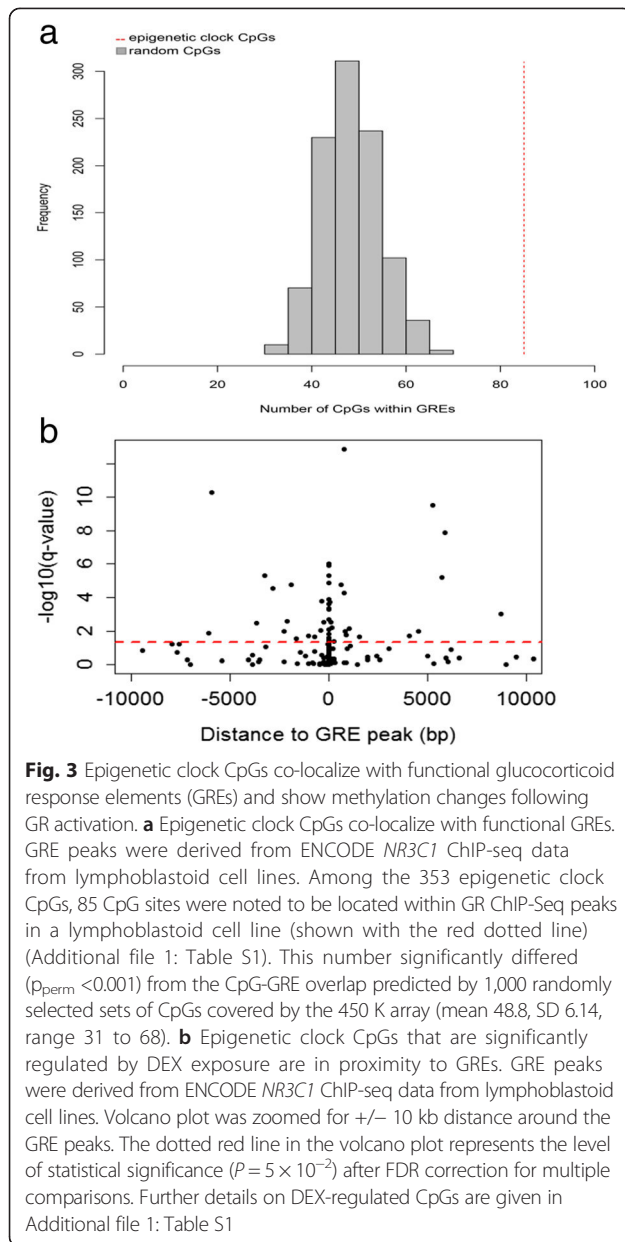 a
epigenetic clock CpGs
random CpGs
300
250
200
150
100
50
0
Frequency
0 20 40 60 80 100
Number of CpGs within GREs
b
10
8
6
4
2
0
-log10(q-value)
-10000 -5000 0 5000 10000
Distance to GRE peak (bp)
Fig. 3 Epigenetic clock CpGs co-localize with functional glucocorticoid
response elements (GREs) and show methylation changes following
GR activation. a Epigenetic clock CpGs co-localize with functional GREs.
GRE peaks were derived from ENCODE NR3C1 ChIP-seq data
from lymphoblastoid cell lines. Among the 353 epigenetic clock
CpGs, 85 CpG sites were noted to be located within GR ChIP-Seq peaks
in a lymphoblastoid cell line (shown with the red dotted line)
(Additional file 1: Table S1). This number significantly differed
(pperm <0.001) from the CpG-GRE overlap predicted by 1,000 randomly
selected sets of CpGs covered by the 450 K array (mean 48.8, SD 6.14,
range 31 to 68). b Epigenetic clock CpGs that are significantly
regulated by DEX exposure are in proximity to GREs. GRE peaks
were derived from ENCODE NR3C1 ChIP-seq data from lymphoblastoid
cell lines. Volcano plot was zoomed for +/− 10 kb distance around the
GRE peaks. The dotted red line in the volcano plot represents the level
of statistical significance (P = 5 × 10⁻²) after FDR correction for multiple
comparisons. Further details on DEX-regulated CpGs are given in
Additional file 1: Table S1